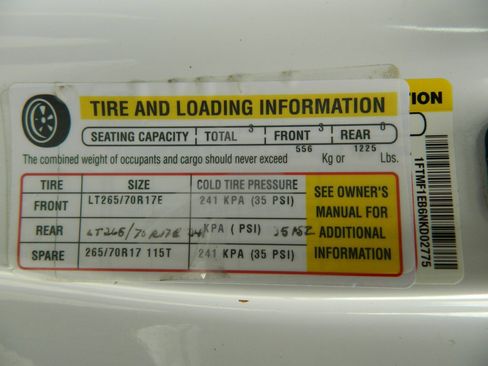 TIRE AND LOADING INFORMATION
SEATING CAPACITY | TOTAL 3 | FRONT 3 | REAR 0
The combined weight of occupants and cargo should never exceed 556 Kg or 1225 Lbs.
TIRE SIZE COLD TIRE PRESSURE
FRONT LT265/70R17E 241 KPA (35 PSI)
REAR LT265/70R17E 241 KPA ( PSI) 35 PSI
SPARE 265/70R17 115T 241 KPA (35 PSI)
SEE OWNER'S
MANUAL FOR
ADDITIONAL
INFORMATION
TION
1FTMF1EB6NKD02775